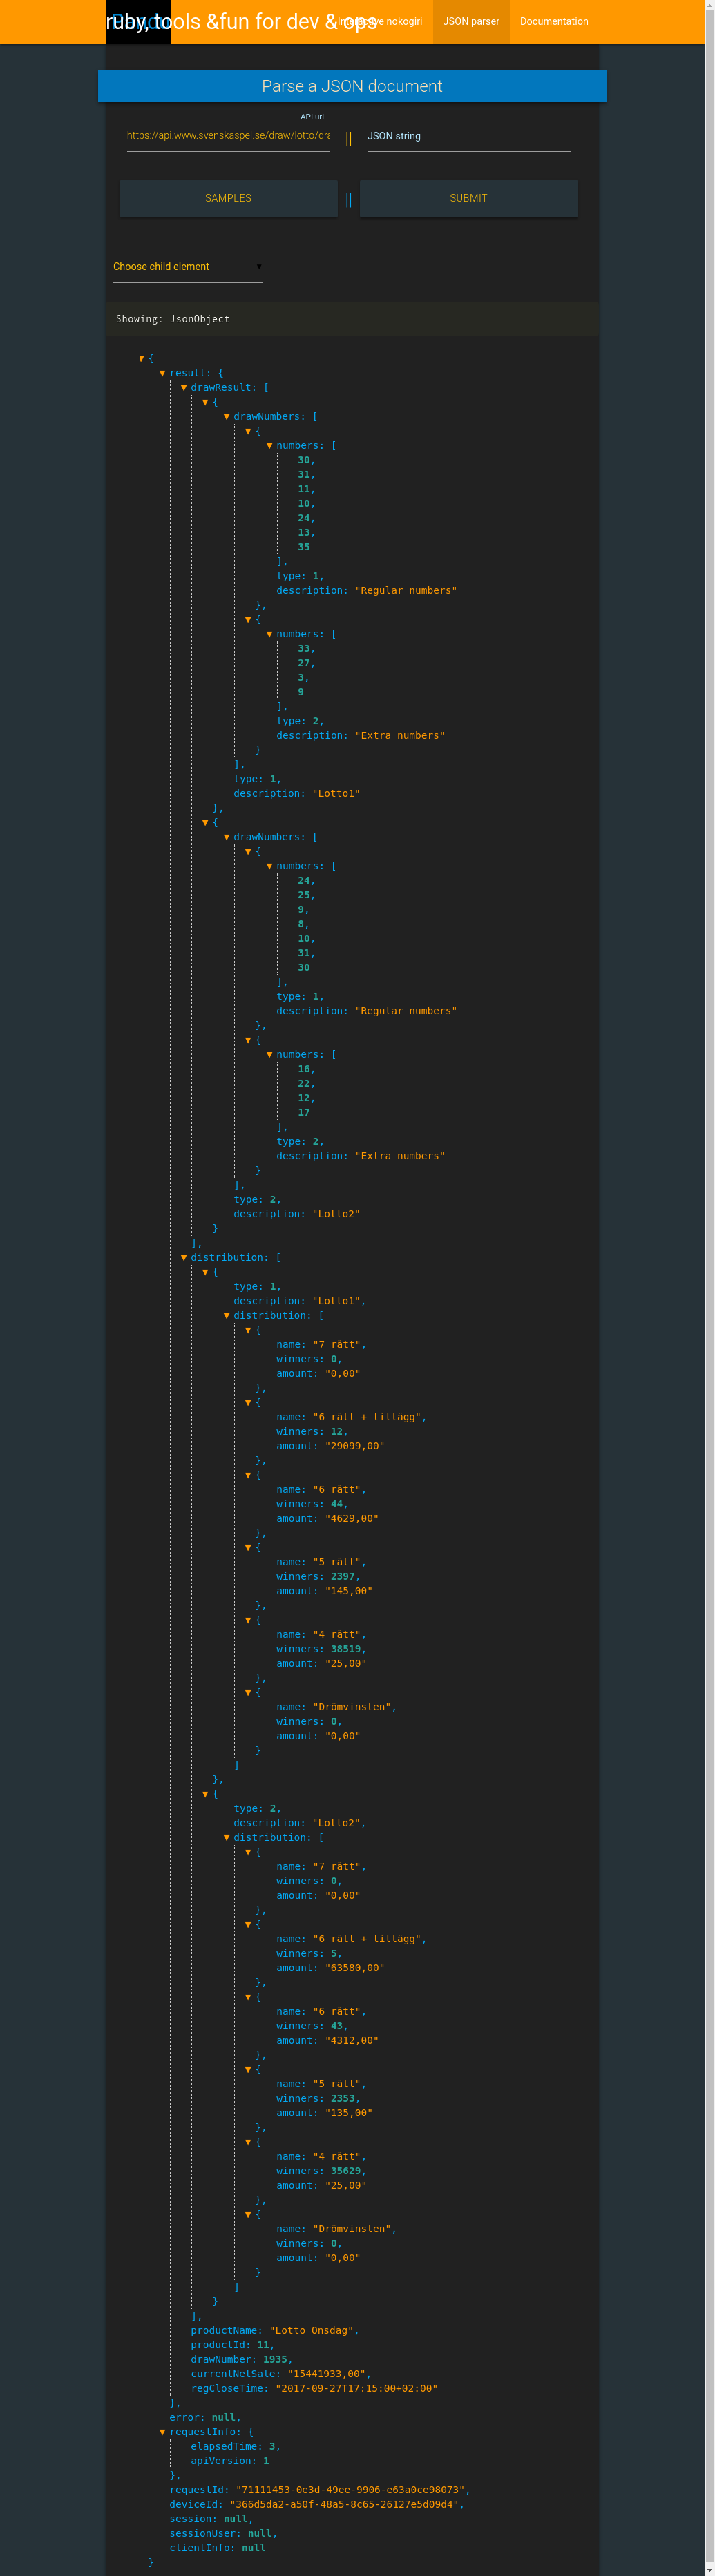 ruby, tools &fun for dev & ops
nokogiri
JSON parser
Documentation
Parse a JSON document
API url
https://api.www.svenskaspel.se/draw/lotto/dra
||
JSON string
SAMPLES
||
SUBMIT
Choose child element ▼
Showing: JsonObject
{
result: {
drawResult: [
{
drawNumbers: [
{
numbers: [
30,
31,
11,
10,
24,
13,
35
],
type: 1,
description: "Regular numbers"
},
{
numbers: [
33,
27,
3,
9
],
type: 2,
description: "Extra numbers"
}
],
type: 1,
description: "Lotto1"
},
{
drawNumbers: [
{
numbers: [
24,
25,
9,
8,
10,
31,
30
],
type: 1,
description: "Regular numbers"
},
{
numbers: [
16,
22,
12,
17
],
type: 2,
description: "Extra numbers"
}
],
type: 2,
description: "Lotto2"
}
],
distribution: [
{
type: 1,
description: "Lotto1",
distribution: [
{
name: "7 rätt",
winners: 0,
amount: "0,00"
},
{
name: "6 rätt + tillägg",
winners: 12,
amount: "29099,00"
},
{
name: "6 rätt",
winners: 44,
amount: "4629,00"
},
{
name: "5 rätt",
winners: 2397,
amount: "145,00"
},
{
name: "4 rätt",
winners: 38519,
amount: "25,00"
},
{
name: "Drömvinsten",
winners: 0,
amount: "0,00"
}
]
},
{
type: 2,
description: "Lotto2",
distribution: [
{
name: "7 rätt",
winners: 0,
amount: "0,00"
},
{
name: "6 rätt + tillägg",
winners: 5,
amount: "63580,00"
},
{
name: "6 rätt",
winners: 43,
amount: "4312,00"
},
{
name: "5 rätt",
winners: 2353,
amount: "135,00"
},
{
name: "4 rätt",
winners: 35629,
amount: "25,00"
},
{
name: "Drömvinsten",
winners: 0,
amount: "0,00"
}
]
}
],
productName: "Lotto Onsdag",
productId: 11,
drawNumber: 1935,
currentNetSale: "15441933,00",
regCloseTime: "2017-09-27T17:15:00+02:00"
},
error: null,
requestInfo: {
elapsedTime: 3,
apiVersion: 1
},
requestId: "71111453-0e3d-49ee-9906-e63a0ce98073",
deviceId: "366d5da2-a50f-48a5-8c65-26127e5d09d4",
session: null,
sessionUser: null,
clientInfo: null
}